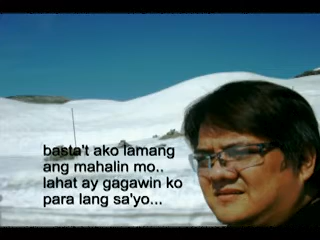 basta't ako lamang
ang mahalin mo..
lahat ay gagawin ko
para lang sa'yo...